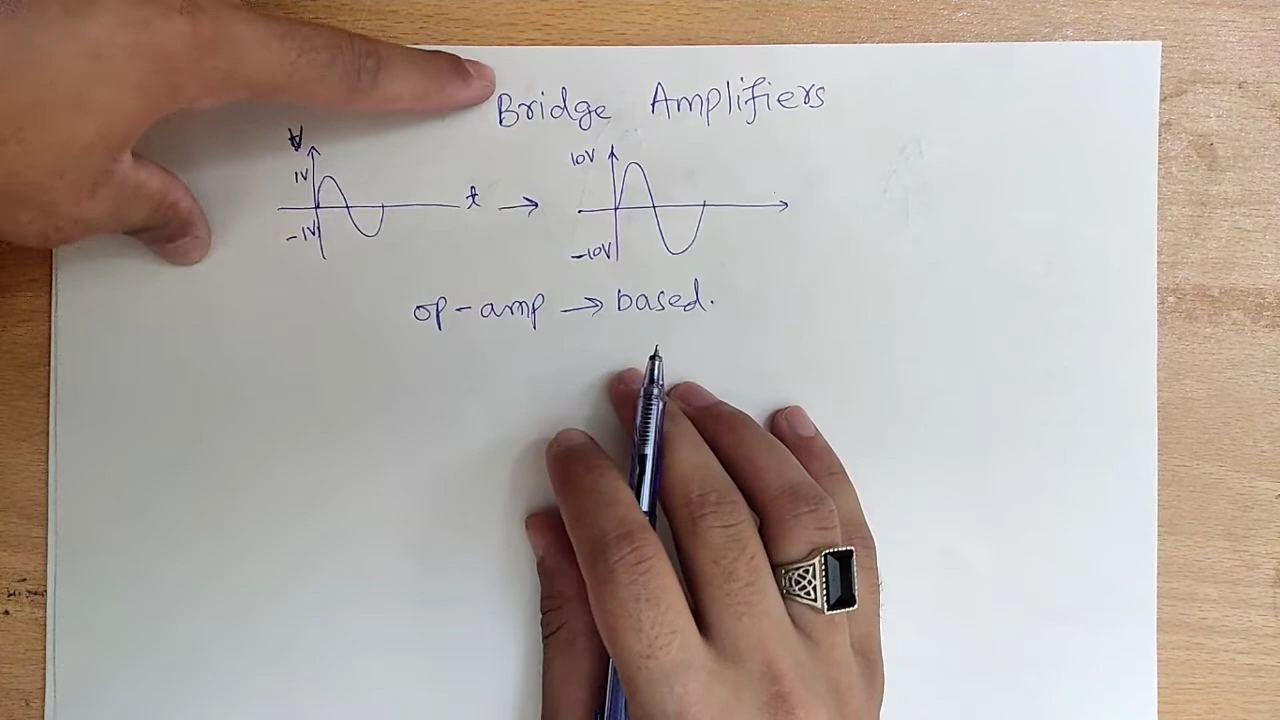 Bridge Amplifiers
V
1V
-1V
t →
10V
-10V
op-amp → based.